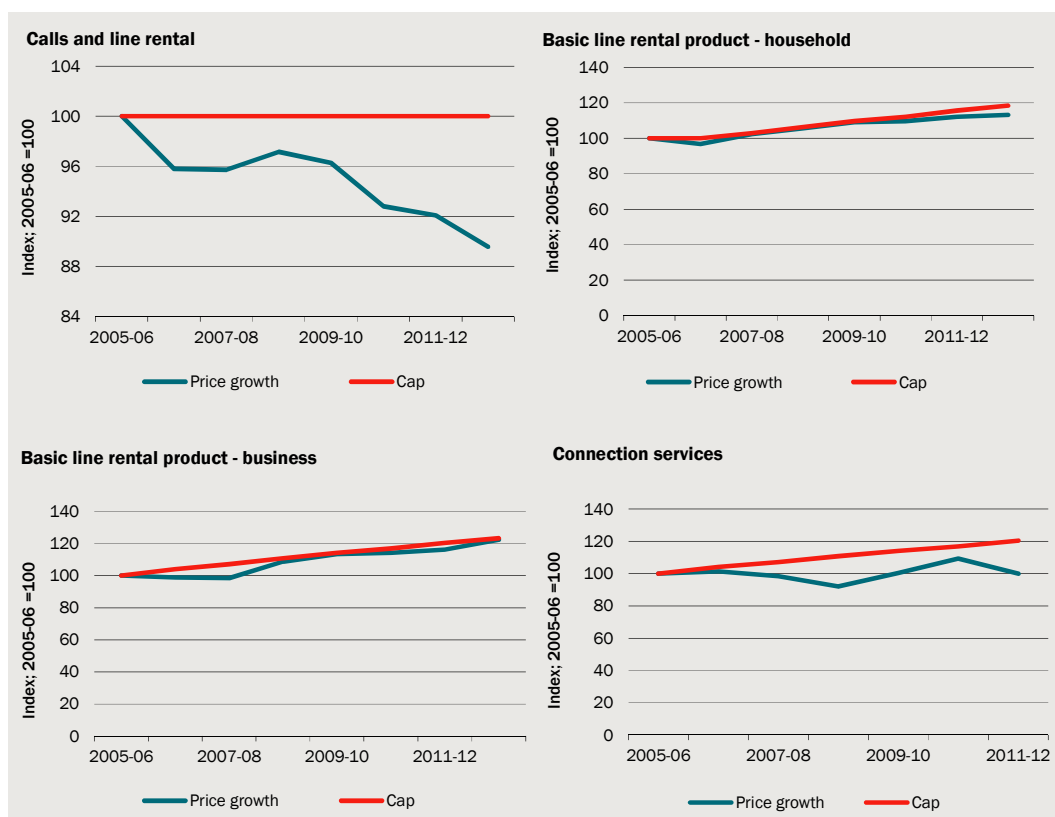 Calls and line rental
Index; 2005-06 =100
104
100
96
92
88
84
2005-06 2007-08 2009-10 2011-12
Price growth Cap
Basic line rental product - household
Index; 2005-06 =100
140
120
100
80
60
40
20
0
2005-06 2007-08 2009-10 2011-12
Price growth Cap
Basic line rental product - business
Index; 2005-06 =100
140
120
100
80
60
40
20
0
2005-06 2007-08 2009-10 2011-12
Price growth Cap
Connection services
Index; 2005-06 =100
140
120
100
80
60
40
20
0
2005-06 2007-08 2009-10 2011-12
Price growth Cap